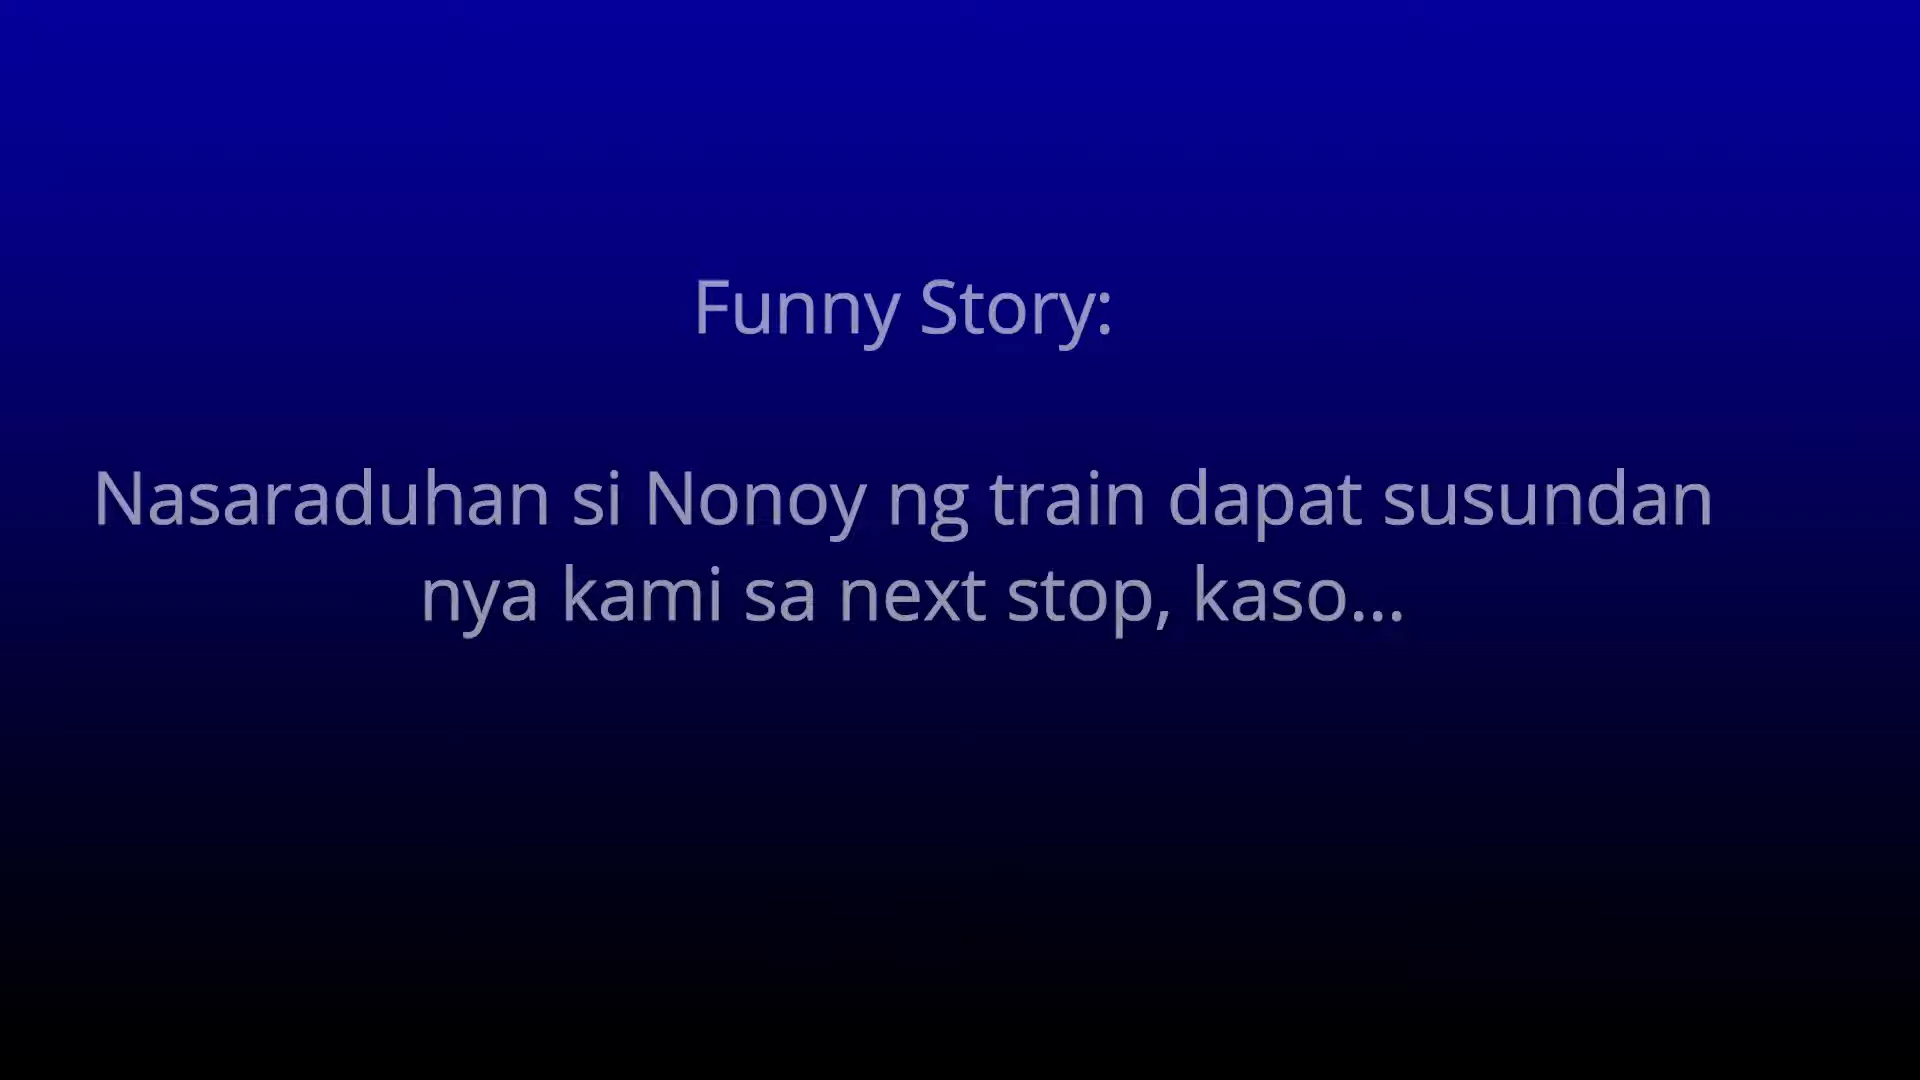 Funny Story:
Nasaraduhan si Nonoy ng train dapat susundan
nya kami sa next stop, kaso...